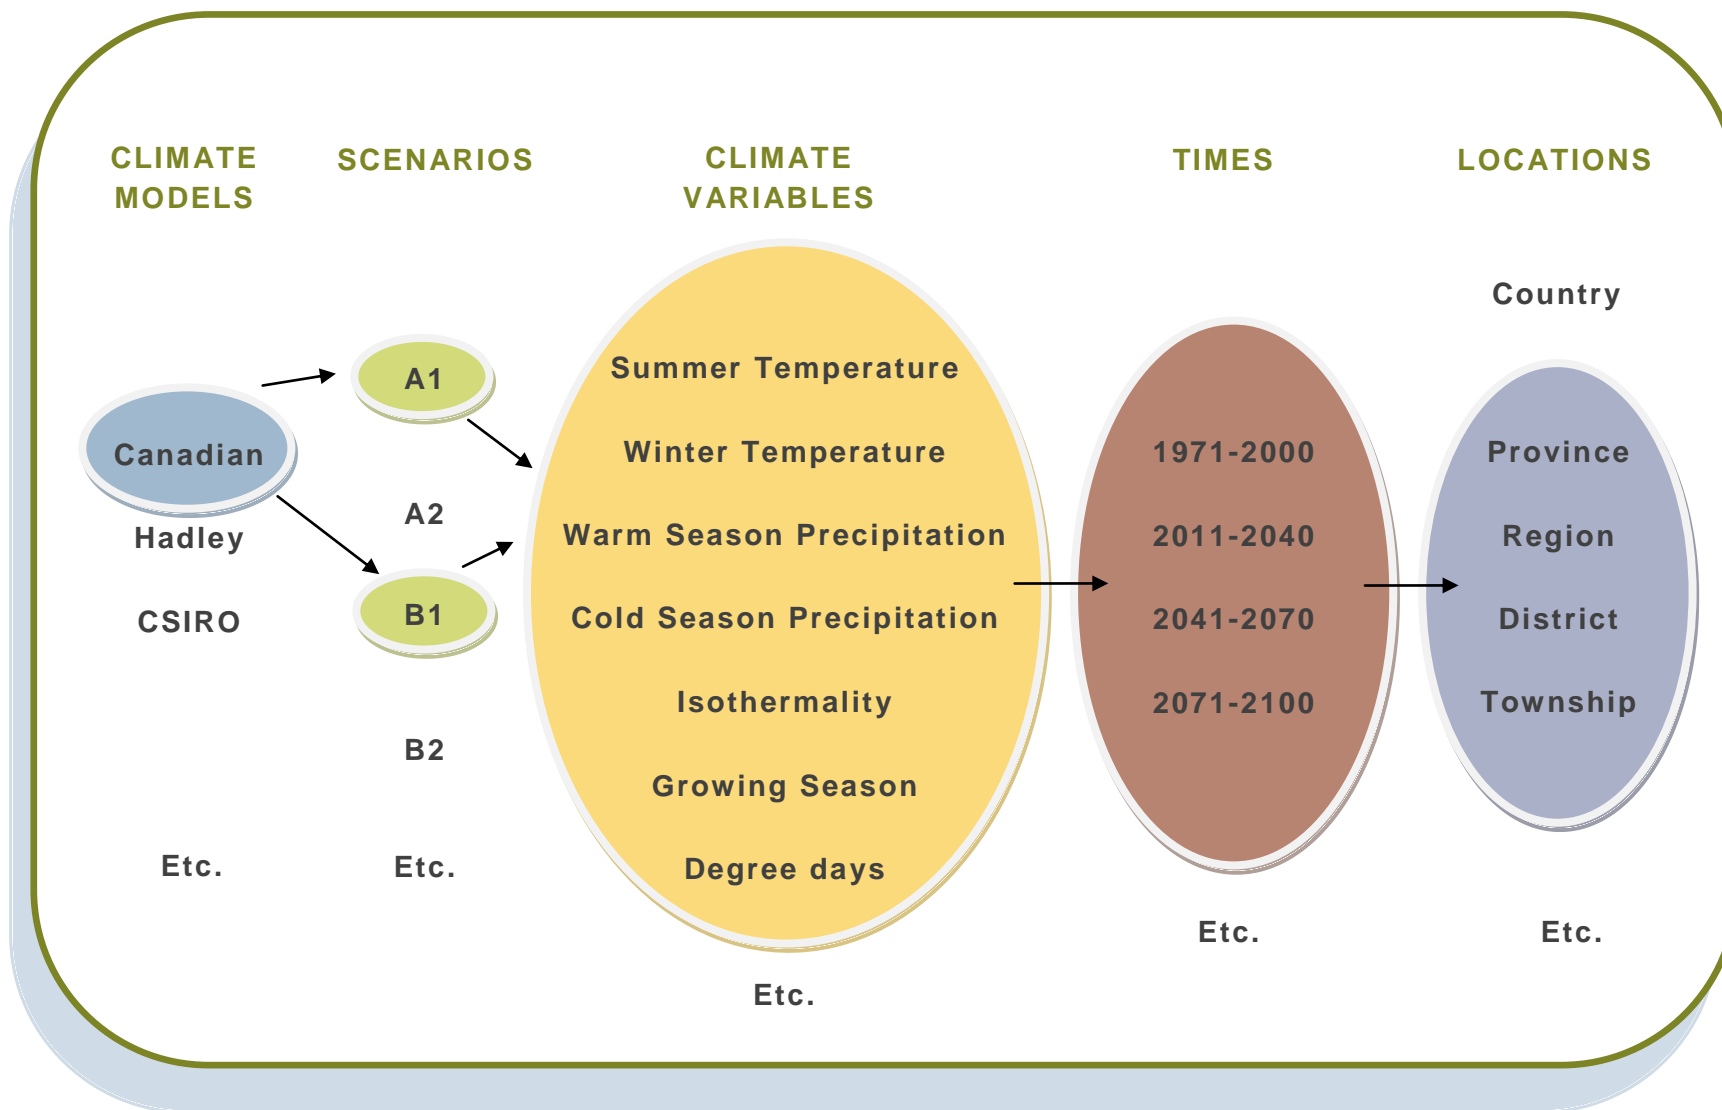 CLIMATE
MODELS
Canadian
Hadley
CSIRO
Etc.
SCENARIOS
A1
A2
B1
B2
Etc.
CLIMATE
VARIABLES
Summer Temperature
Winter Temperature
Warm Season Precipitation
Cold Season Precipitation
Isothermality
Growing Season
Degree days
Etc.
TIMES
1971-2000
2011-2040
2041-2070
2071-2100
Etc.
LOCATIONS
Country
Province
Region
District
Township
Etc.